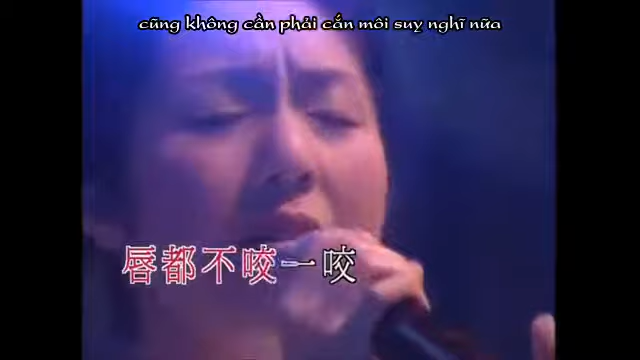 cũng không cần phải cắn môi suy nghĩ nữa
唇都不咬一咬